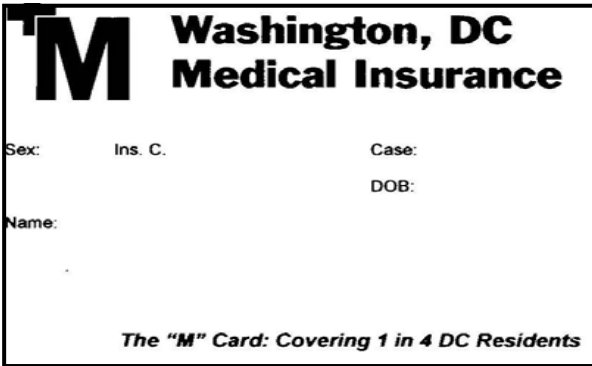 M Washington, DC
Medical Insurance
Sex: Ins. C. Case:
DOB:
Name:
The "M" Card: Covering 1 in 4 DC Residents